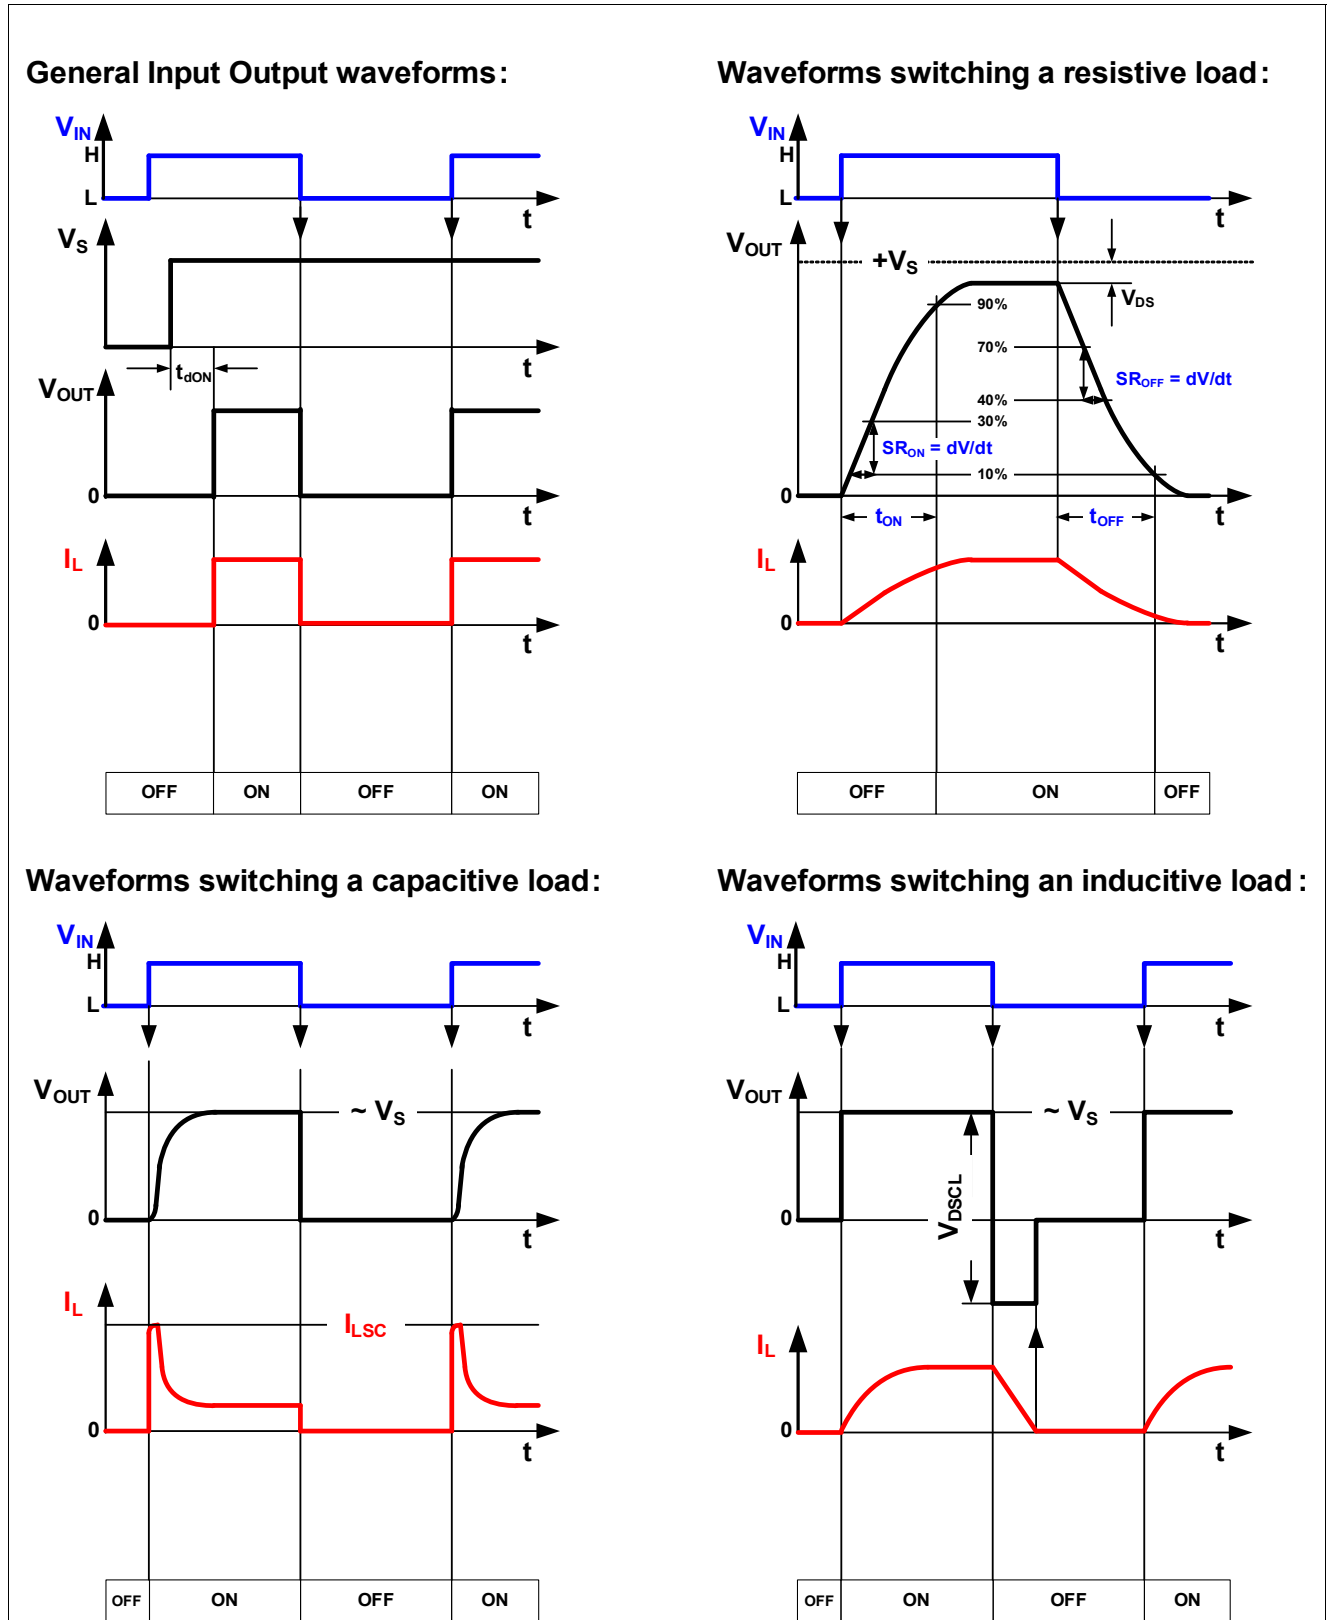 General Input Output waveforms:
VIN
H
L
t
VS
t
tdON
VOUT
0
t
IL
0
t
OFF ON OFF ON
Waveforms switching a resistive load:
VIN
H
L
t
VOUT
+VS
VDS
90%
70%
SROFF = dV/dt
40%
30%
SRON = dV/dt
10%
0
tON tOFF t
IL
0
t
OFF ON OFF
Waveforms switching a capacitive load:
VIN
H
L
t
VOUT
~ VS
0
t
IL
ILSC
0
t
OFF ON OFF ON
Waveforms switching an inducitive load:
VIN
H
L
t
VOUT
~ VS
VDSCL
0
t
IL
0
t
OFF ON OFF ON